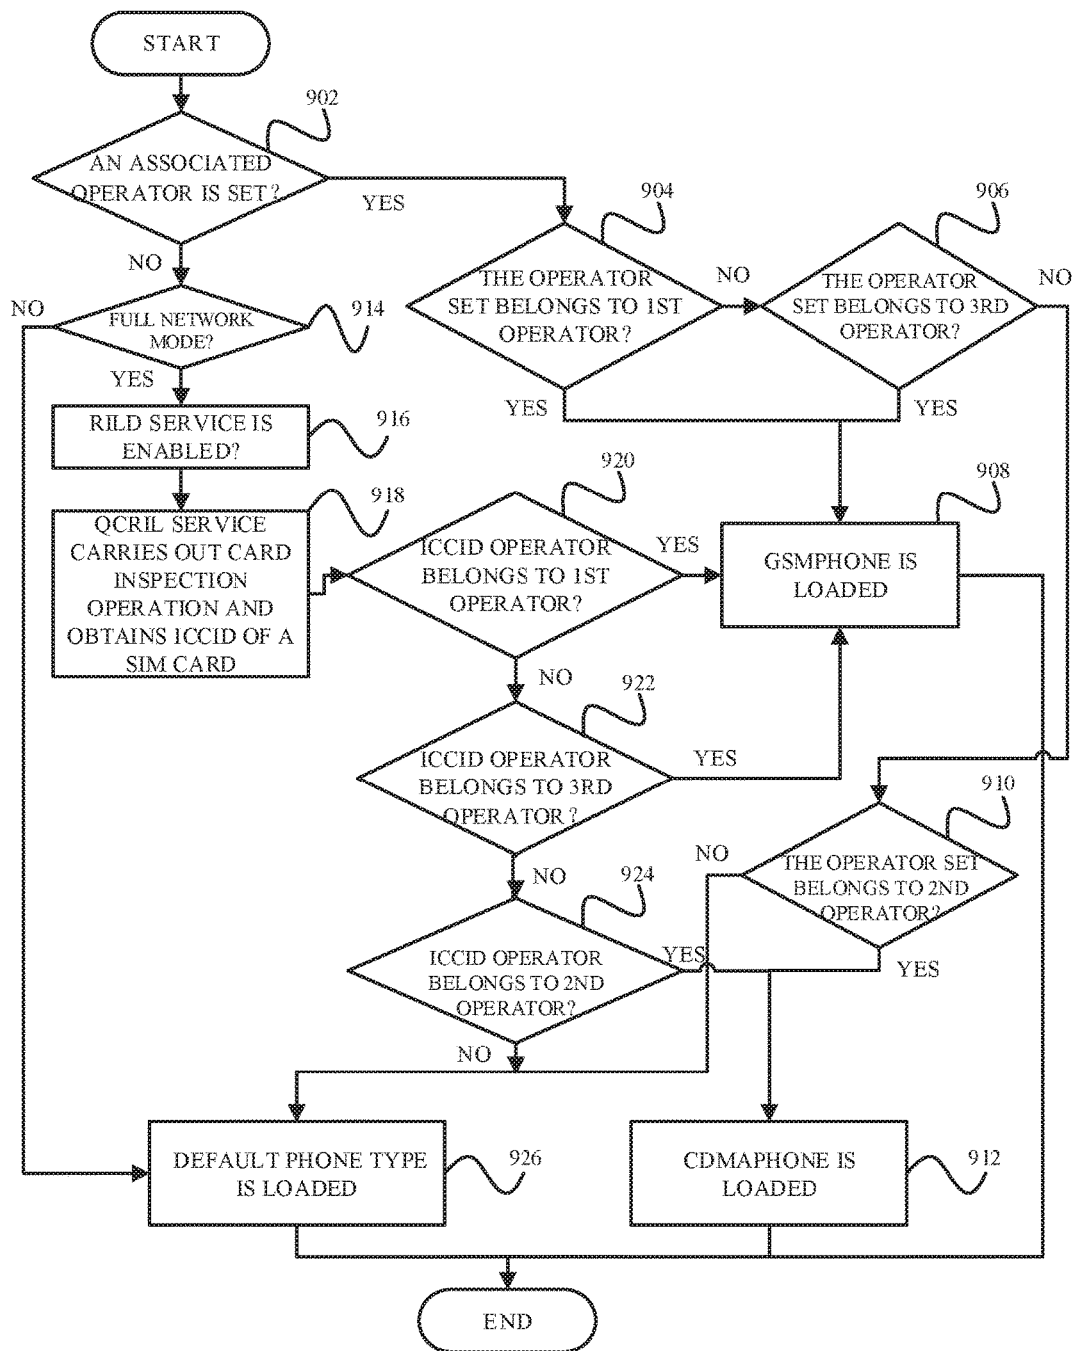 START
902
AN ASSOCIATED
OPERATOR IS SET?
YES
NO
904
THE OPERATOR
SET BELONGS TO 1ST
OPERATOR?
NO
YES
906
THE OPERATOR
SET BELONGS TO 3RD
OPERATOR?
NO
YES
NO
FULL NETWORK
MODE?
914
YES
RILD SERVICE IS
ENABLED?
916
918
QCRIL SERVICE
CARRIES OUT CARD
INSPECTION
OPERATION AND
OBTAINS ICCID OF A
SIM CARD
920
ICCID OPERATOR
BELONGS TO 1ST
OPERATOR?
YES
NO
908
GSMPHONE IS
LOADED
922
ICCID OPERATOR
BELONGS TO 3RD
OPERATOR?
YES
NO
910
THE OPERATOR SET
BELONGS TO 2ND
OPERATOR?
NO
YES
924
ICCID OPERATOR
BELONGS TO 2ND
OPERATOR?
YES
NO
DEFAULT PHONE TYPE
IS LOADED
926
CDMAPHONE IS
LOADED
912
END